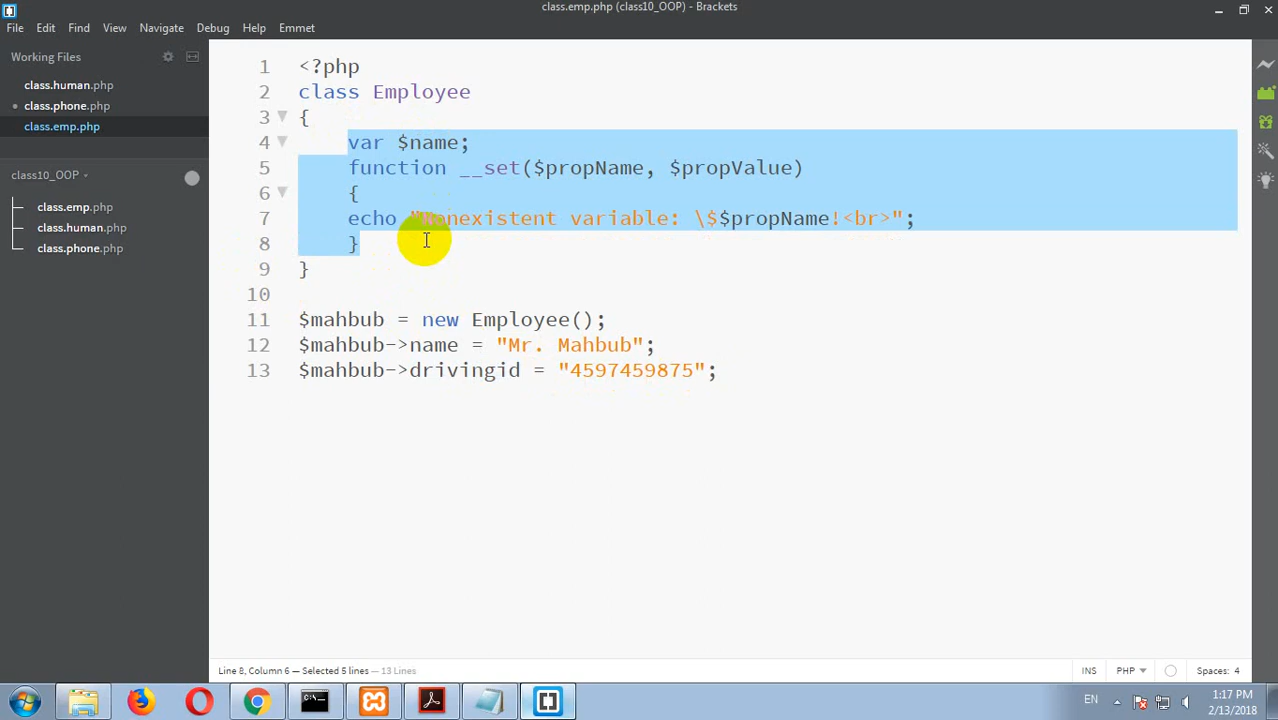 class.emp.php (class10_OOP) - Brackets
File Edit Find View Navigate Debug Help Emmet
Working Files
class.human.php
class.phone.php
class.emp.php
class10_OOP
class.emp.php
class.human.php
class.phone.php
1 <?php
2 class Employee
3 {
4 var $name;
5 function __set($propName, $propValue)
6 {
7 echo "Nonexistent variable: \$$propName!<br>";
8 }
9 }
10
11 $mahbub = new Employee();
12 $mahbub->name = "Mr. Mahbub";
13 $mahbub->drivingid = "4597459875";
Line 8, Column 6 — Selected 5 lines — 13 Lines
INS PHP Spaces: 4
EN
1:17 PM
2/13/2018